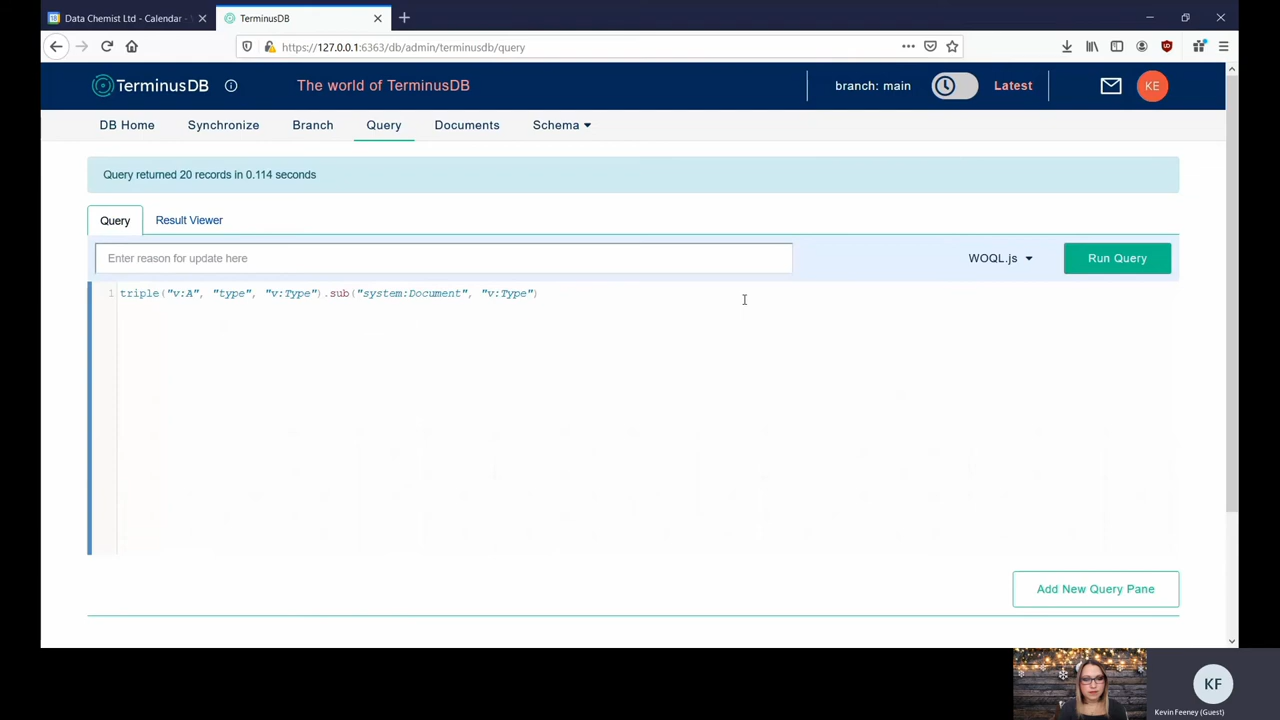 Data Chemist Ltd - Calendar -
TerminusDB
https://127.0.0.1:6363/db/admin/terminusdb/query
TerminusDB
The world of TerminusDB
branch: main
Latest
KE
DB Home
Synchronize
Branch
Query
Documents
Schema
Query returned 20 records in 0.114 seconds
Query
Result Viewer
Enter reason for update here
WOQL.js
Run Query
1 triple("v:A", "type", "v:Type").sub("system:Document", "v:Type")
Add New Query Pane
KF
Kevin Feeney (Guest)